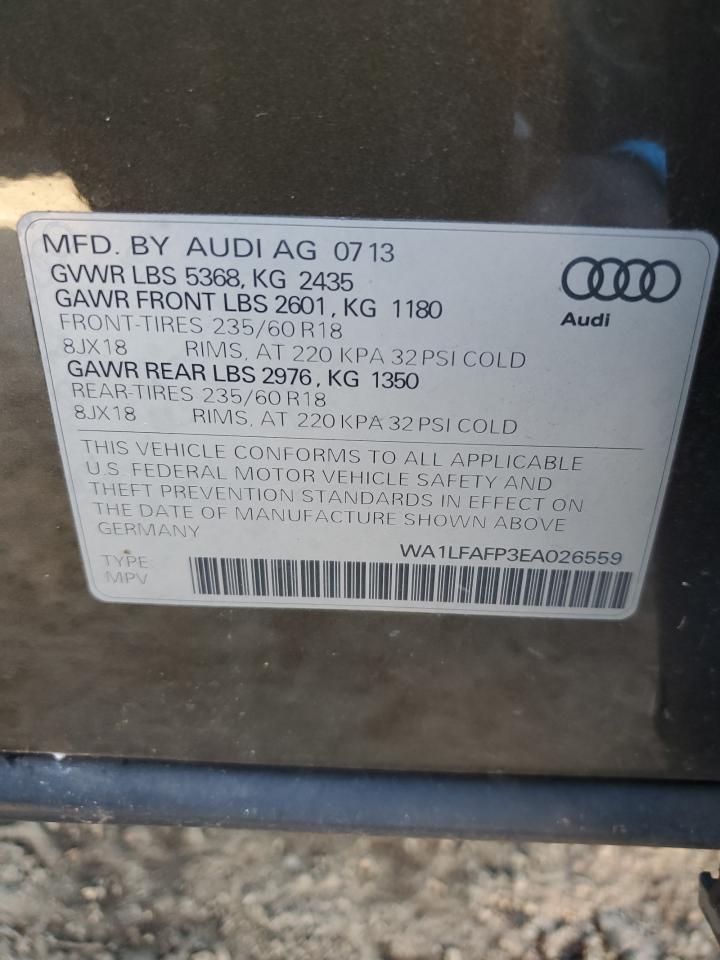 MFD. BY AUDI AG 07 13
GVWR LBS 5368, KG 2435
GAWR FRONT LBS 2601, KG 1180
FRONT-TIRES 235/60 R18
8JX18 RIMS, AT 220 KPA 32 PSI COLD
GAWR REAR LBS 2976, KG 1350
REAR-TIRES 235/60 R18
8JX18 RIMS, AT 220 KPA 32 PSI COLD
Audi
THIS VEHICLE CONFORMS TO ALL APPLICABLE
U.S. FEDERAL MOTOR VEHICLE SAFETY AND
THEFT PREVENTION STANDARDS IN EFFECT ON
THE DATE OF MANUFACTURE SHOWN ABOVE
GERMANY
WA1LFAFP3EA026559
TYPE:
MPV